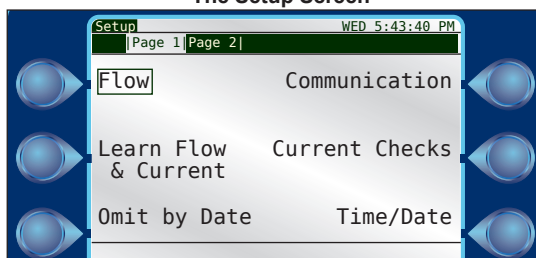 The Setup Screen
Setup WED 5:43:40 PM
|Page 1|Page 2|
Flow Communication
Learn Flow
& Current
Current Checks
Omit by Date Time/Date